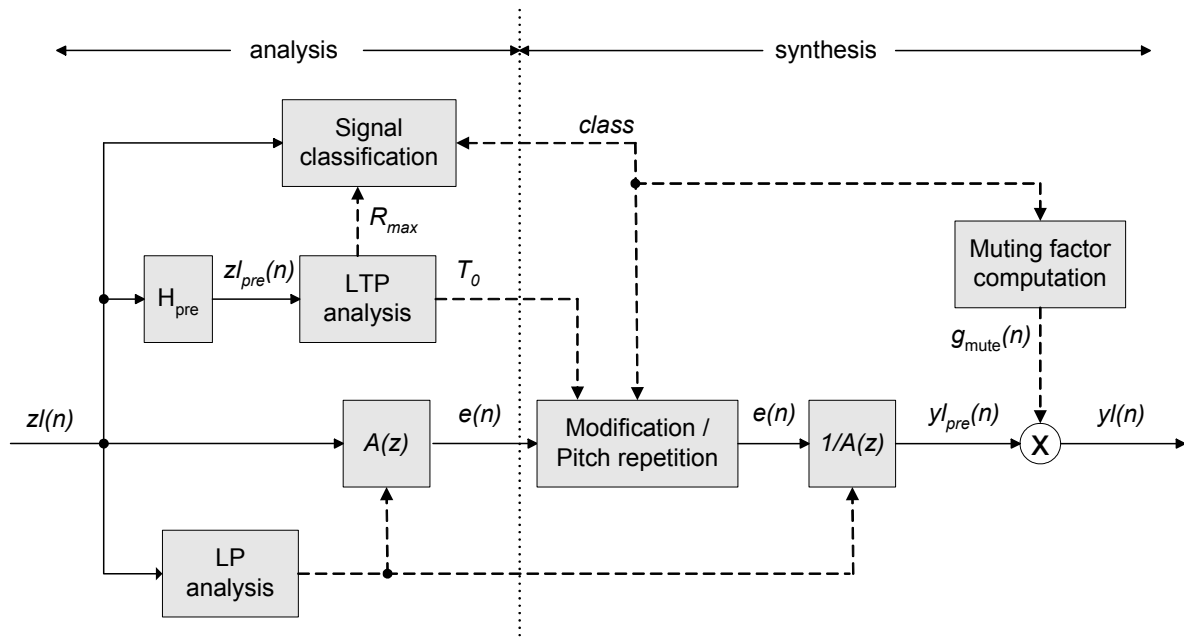 analysis
synthesis
Signal
classification
class
R_max
Muting factor
computation
H_pre
zl_pre(n)
LTP
analysis
T_0
g_mute(n)
zl(n)
A(z)
e(n)
Modification /
Pitch repetition
e(n)
1/A(z)
yl_pre(n)
X
yl(n)
LP
analysis